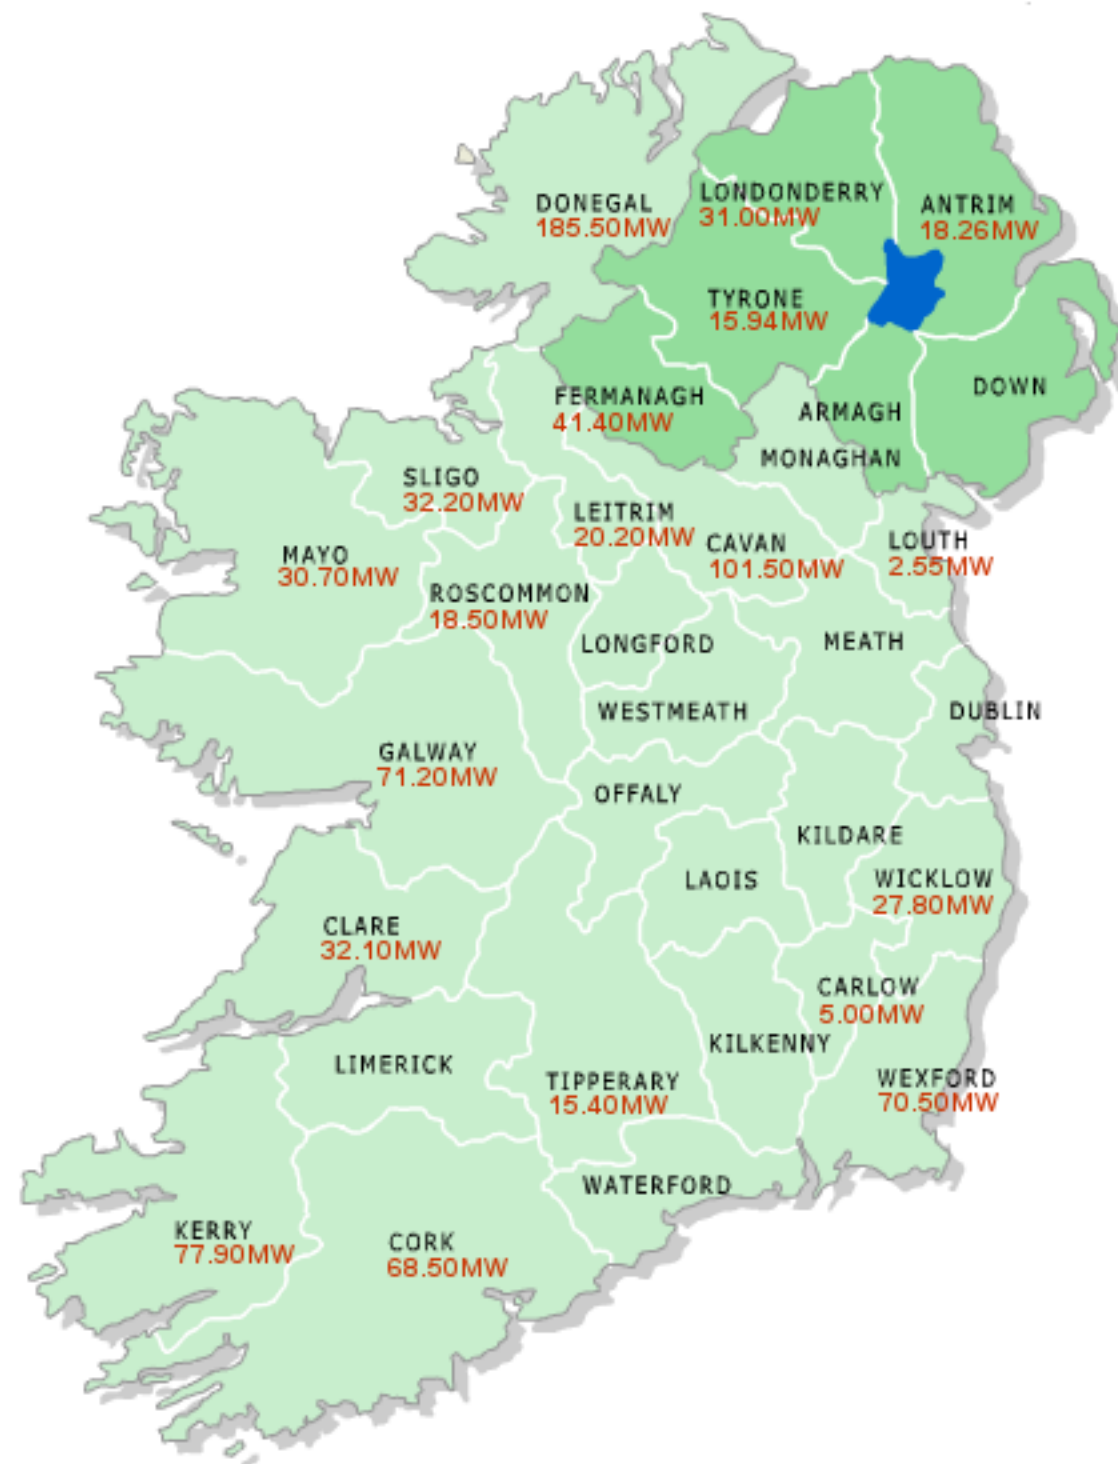 LONDONDERRY
31.00MW
DONEGAL
185.50MW
ANTRIM
18.26MW
TYRONE
15.94MW
DOWN
FERMANAGH
41.40MW
ARMAGH
MONAGHAN
SLIGO
32.20MW
LEITRIM
20.20MW
CAVAN
101.50MW
LOUTH
2.55MW
MAYO
30.70MW
ROSCOMMON
18.50MW
LONGFORD
MEATH
WESTMEATH
DUBLIN
GALWAY
71.20MW
OFFALY
KILDARE
LAOIS
WICKLOW
27.80MW
CLARE
32.10MW
CARLOW
5.00MW
KILKENNY
LIMERICK
TIPPERARY
15.40MW
WEXFORD
70.50MW
WATERFORD
KERRY
77.90MW
CORK
68.50MW